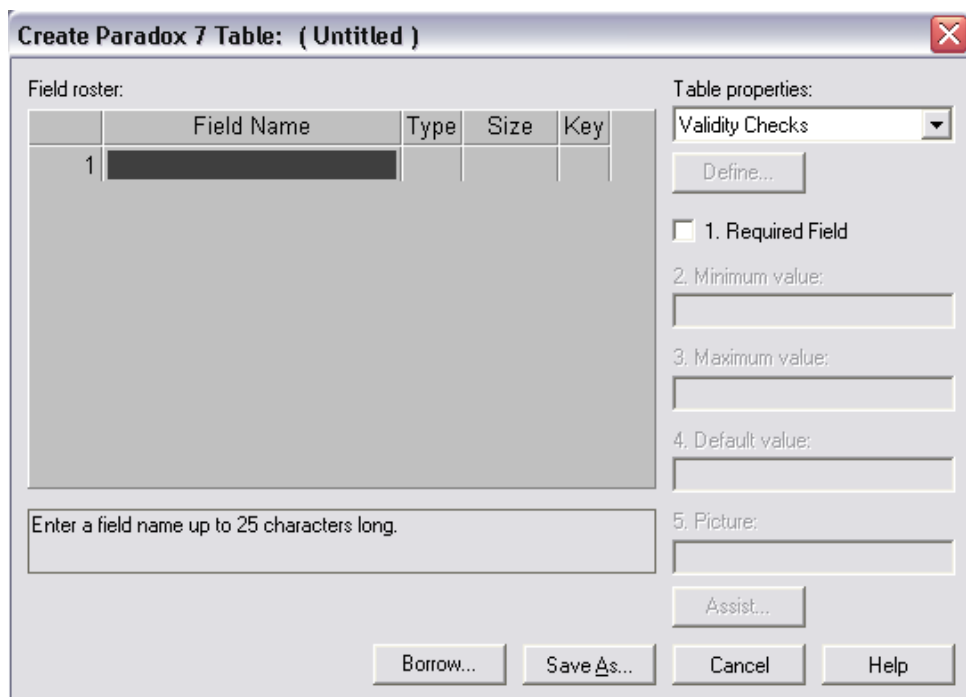 Create Paradox 7 Table: ( Untitled )
Field roster:
Field Name Type Size Key
1
Enter a field name up to 25 characters long.
Table properties:
Validity Checks
Define...
1. Required Field
2. Minimum value:
3. Maximum value:
4. Default value:
5. Picture:
Assist...
Borrow... Save As... Cancel Help